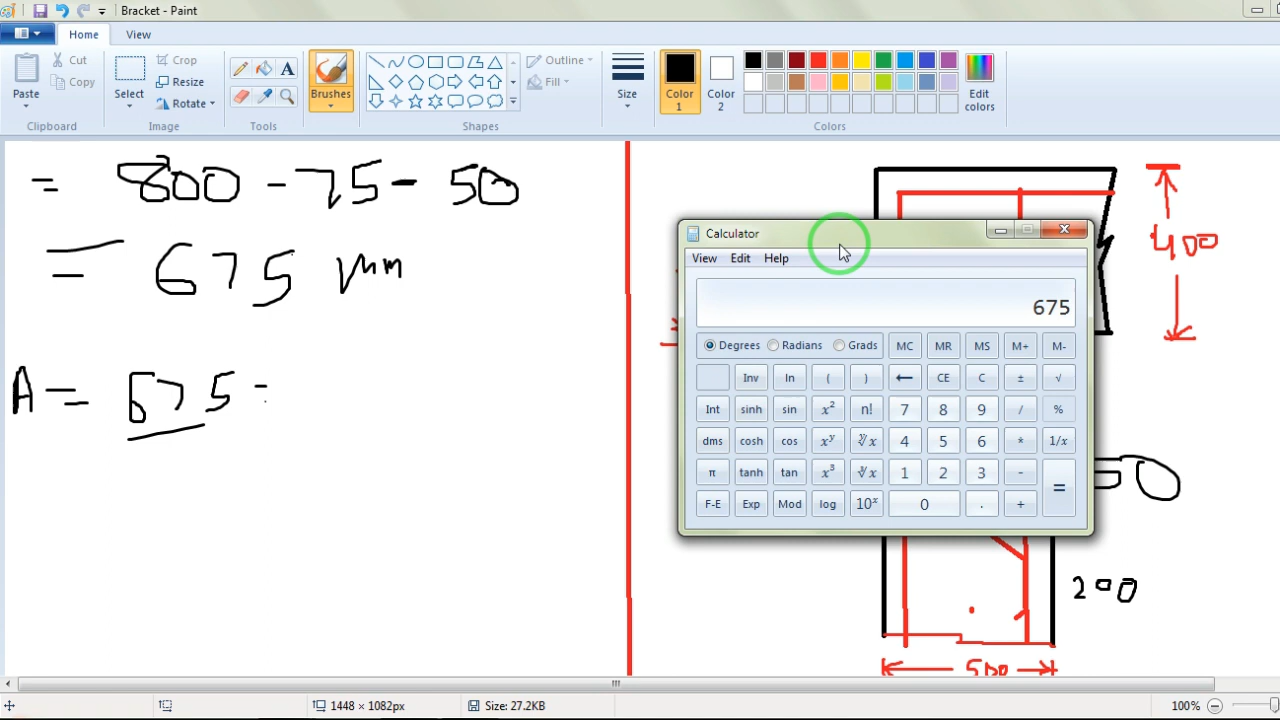 Bracket - Paint
Home
View
Paste
Cut
Copy
Clipboard
Select
Crop
Resize
Rotate
Image
Tools
Brushes
Outline
Fill
Shapes
Size
Color 1
Color 2
Edit colors
Colors
= 800 - 75 - 50
= 675 mm
A = 675 =
400
50
200
500
Calculator
View Edit Help
675
Degrees Radians Grads MC MR MS M+ M-
Inv ln ( ) ← CE C ± √
Int sinh sin x² n! 7 8 9 / %
dms cosh cos xʸ ʸ√x 4 5 6 * 1/x
π tanh tan x³ ³√x 1 2 3 - =
F-E Exp Mod log 10ˣ 0 . +
1448 × 1082px
Size: 27.2KB
100%